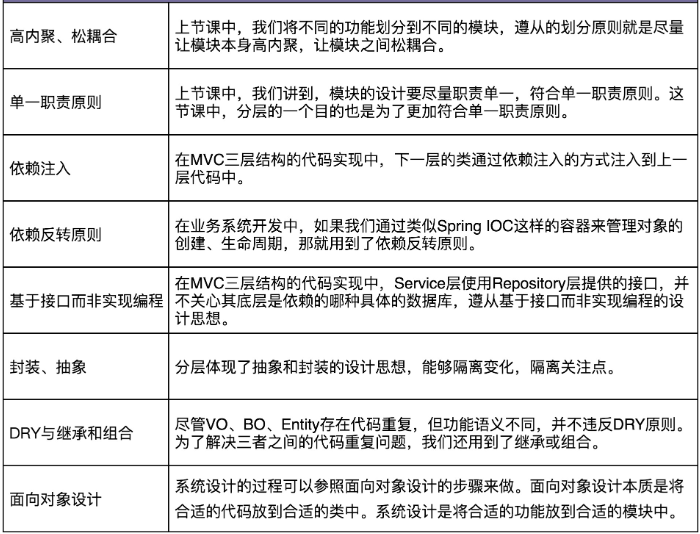 高内聚、松耦合
上节课中，我们将不同的功能划分到不同的模块，遵从的划分原则就是尽量
让模块本身高内聚，让模块之间松耦合。
单一职责原则
上节课中，我们讲到，模块的设计要尽量职责单一，符合单一职责原则。这
节课中，分层的一个目的也是为了更加符合单一职责原则。
依赖注入
在MVC三层结构的代码实现中，下一层的类通过依赖注入的方式注入到上一
层代码中。
依赖反转原则
在业务系统开发中，如果我们通过类似Spring IOC这样的容器来管理对象的
创建、生命周期，那就用到了依赖反转原则。
基于接口而非实现编程
在MVC三层结构的代码实现中，Service层使用Repository层提供的接口，并
不关心其底层是依赖的哪种具体的数据库，遵从基于接口而非实现编程的设
计思想。
封装、抽象
分层体现了抽象和封装的设计思想，能够隔离变化，隔离关注点。
DRY与继承和组合
尽管VO、BO、Entity存在代码重复，但功能语义不同，并不违反DRY原则。
为了解决三者之间的代码重复问题，我们还用到了继承或组合。
面向对象设计
系统设计的过程可以参照面向对象设计的步骤来做。面向对象设计本质是将
合适的代码放到合适的类中。系统设计是将合适的功能放到合适的模块中。